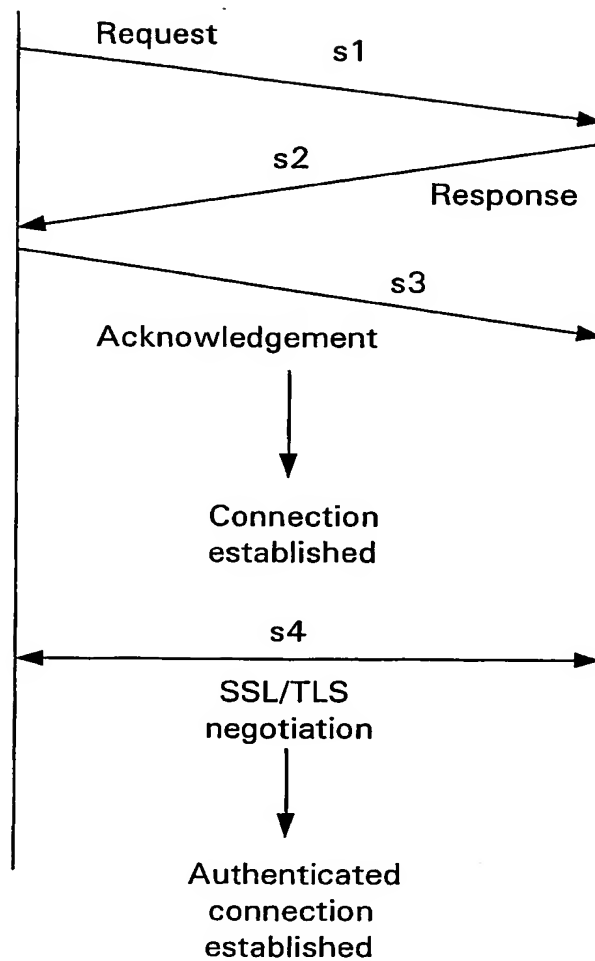 Request
s1
s2
Response
s3
Acknowledgement
Connection
established
s4
SSL/TLS
negotiation
Authenticated
connection
established